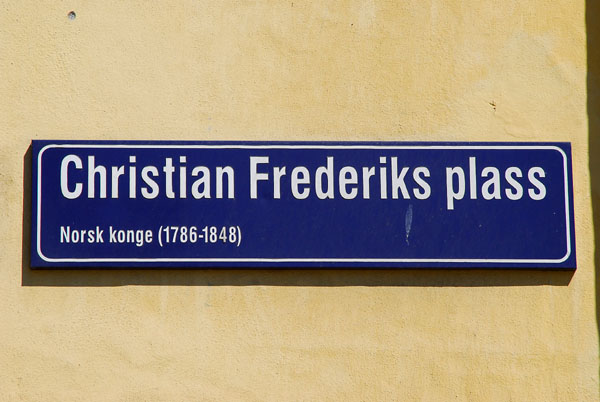 Christian Frederiks plass
Norsk konge (1786-1848)